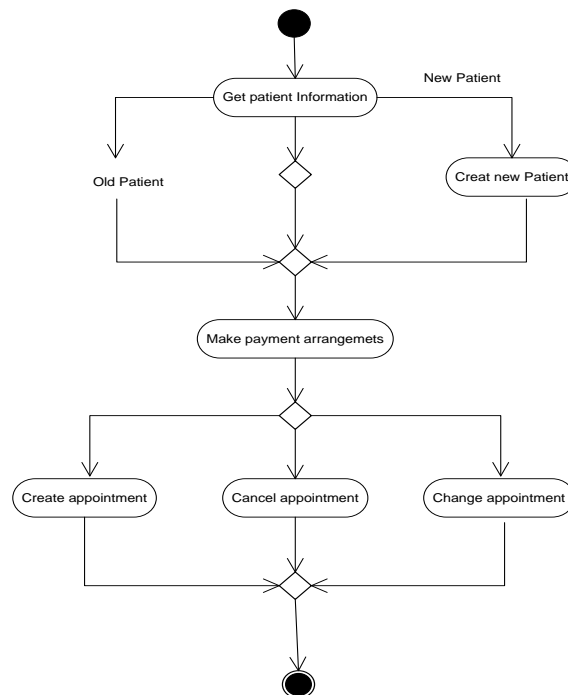 New Patient
Get patient Information
Old Patient
Creat new Patient
Make payment arrangemets
Create appointment
Cancel appointment
Change appointment